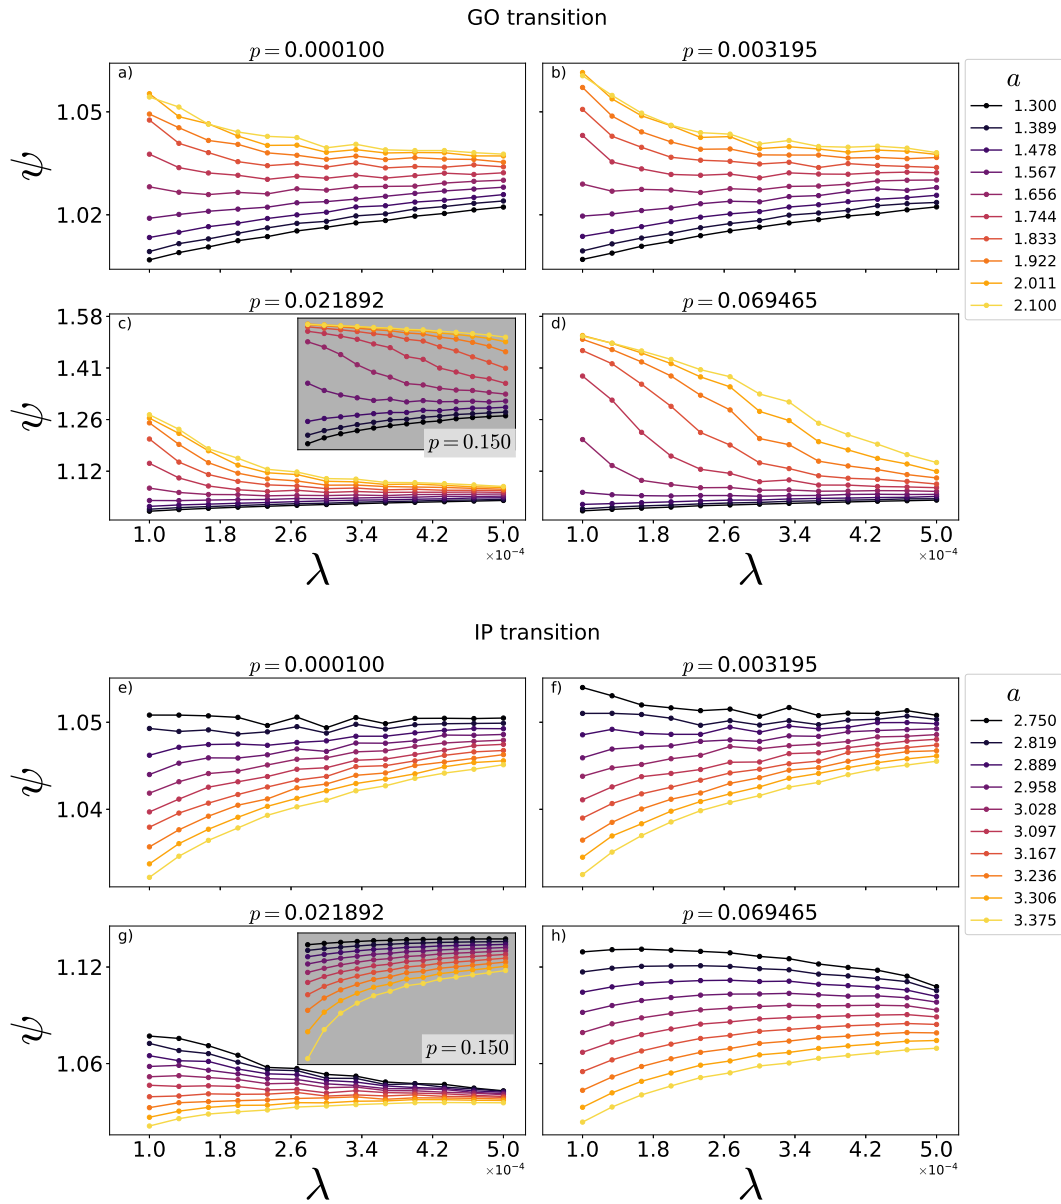 GO transition
p = 0.000100
p = 0.003195
a)
b)
a
1.300
1.389
1.478
1.567
1.656
1.744
1.833
1.922
2.011
2.100
ψ
1.05
1.02
p = 0.021892
p = 0.069465
c)
d)
ψ
1.58
1.41
1.26
1.12
p = 0.150
1.0 1.8 2.6 3.4 4.2 5.0
×10⁻⁴
λ
1.0 1.8 2.6 3.4 4.2 5.0
×10⁻⁴
λ
IP transition
p = 0.000100
p = 0.003195
e)
f)
a
2.750
2.819
2.889
2.958
3.028
3.097
3.167
3.236
3.306
3.375
ψ
1.05
1.04
p = 0.021892
p = 0.069465
g)
h)
ψ
1.12
1.06
p = 0.150
1.0 1.8 2.6 3.4 4.2 5.0
×10⁻⁴
λ
1.0 1.8 2.6 3.4 4.2 5.0
×10⁻⁴
λ